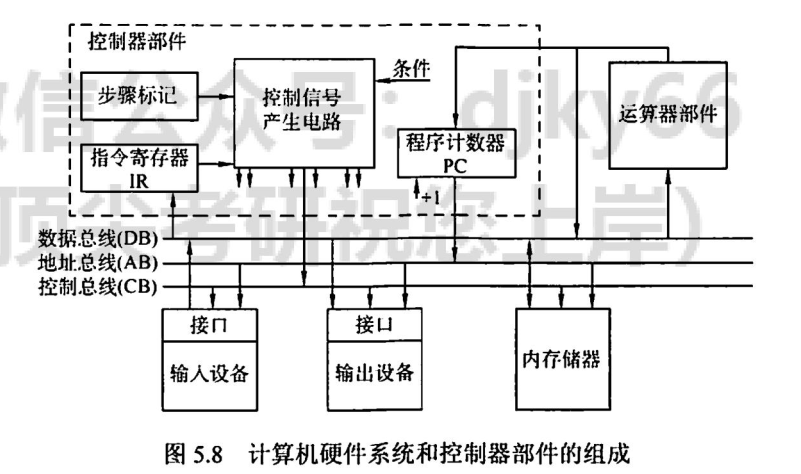 控制器部件
条件
步骤标记
控制信号
产生电路
运算器部件
指令寄存器
IR
程序计数器
PC
+1
数据总线(DB)
地址总线(AB)
控制总线(CB)
接口
接口
输入设备
输出设备
内存储器
图 5.8 计算机硬件系统和控制器部件的组成
微信公众号：djky66
顶尖考研祝您上岸)